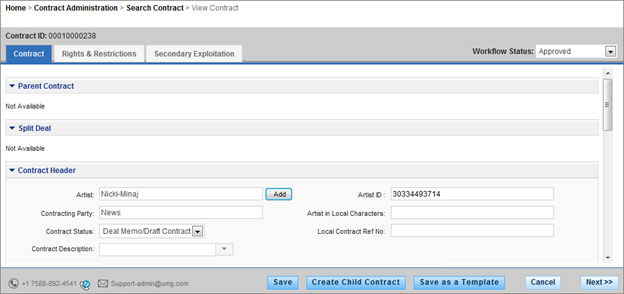 Home > Contract Administration > Search Contract > View Contract
Contract ID: 00010000238
Contract Rights & Restrictions Secondary Exploitation Workflow Status: Approved
Parent Contract
Not Available
Split Deal
Not Available
Contract Header
Artist: Nicki-Minaj Add Artist ID : 30334493714
Contracting Party: News Artist in Local Characters:
Contract Status: Deal Memo/Draft Contract Local Contract Ref No:
Contract Description:
+1 7588-892-4541 Support-admin@umg.com Save Create Child Contract Save as a Template Cancel Next >>